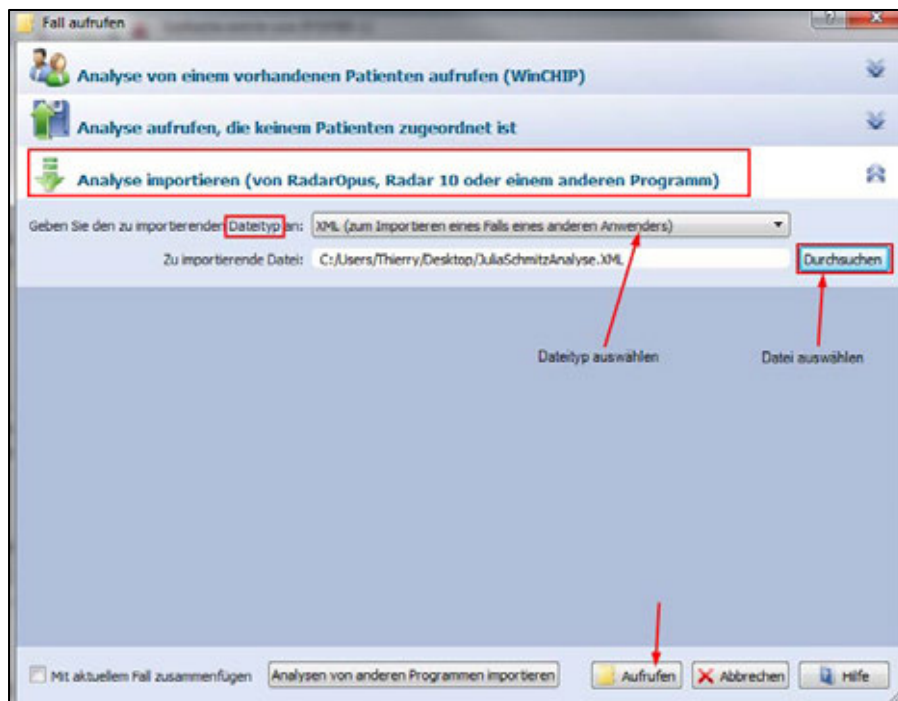 Fall aufrufen
Analyse von einem vorhandenen Patienten aufrufen (WinCHIP)
Analyse aufrufen, die keinem Patienten zugeordnet ist
Analyse importieren (von RadarOpus, Radar 10 oder einem anderen Programm)
Geben Sie den zu importierenden Dateityp an: XML (zum Importieren eines Falls eines anderen Anwenders)
Zu importierende Datei: C:/Users/Thierry/Desktop/JuliaSchmitzAnalyse.XML Durchsuchen
Dateityp auswählen Datei auswählen
Mit aktuellem Fall zusammenfügen Analysen von anderen Programmen importieren Aufrufen Abbrechen Hilfe